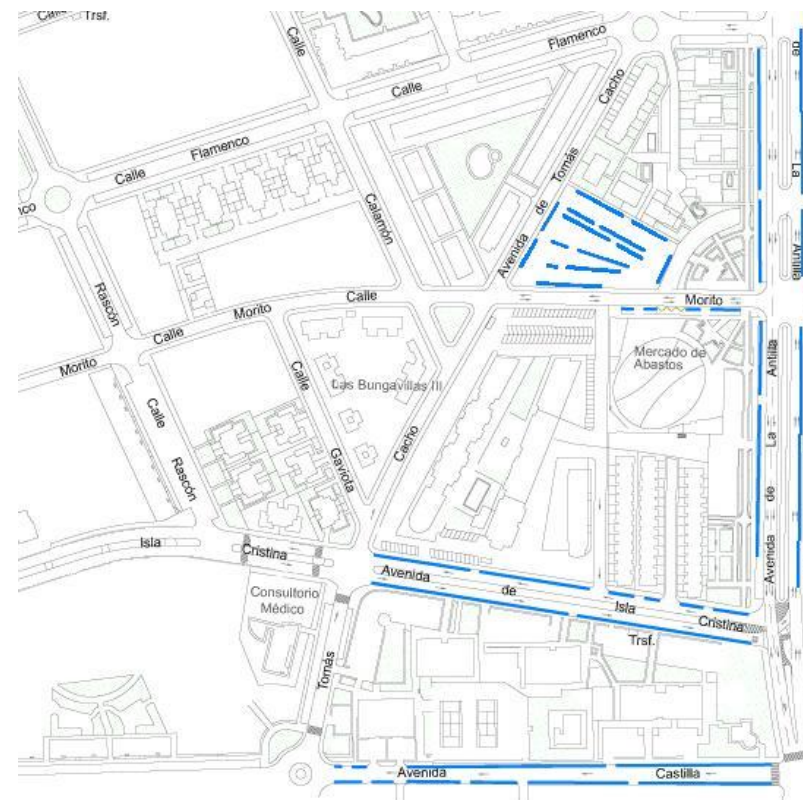 Calle
Trsf.
Calle
Flamenco
Calle
Cacho
de
La
Antilla
Flamenco
Calle
Tomás
de
Avenida
Calamón
nco
Rascón
Calle
Morito
Calle
Morito
Morito
Calle
Rascón
Calle
Gaviota
Las Bungavillas III
Cacho
Mercado de
Abastos
Antilla
La
de
Avenida
Isla
Cristina
Avenida
de
Isla
Cristina
Trsf.
Consultorio
Médico
Tomás
Avenida
Castilla